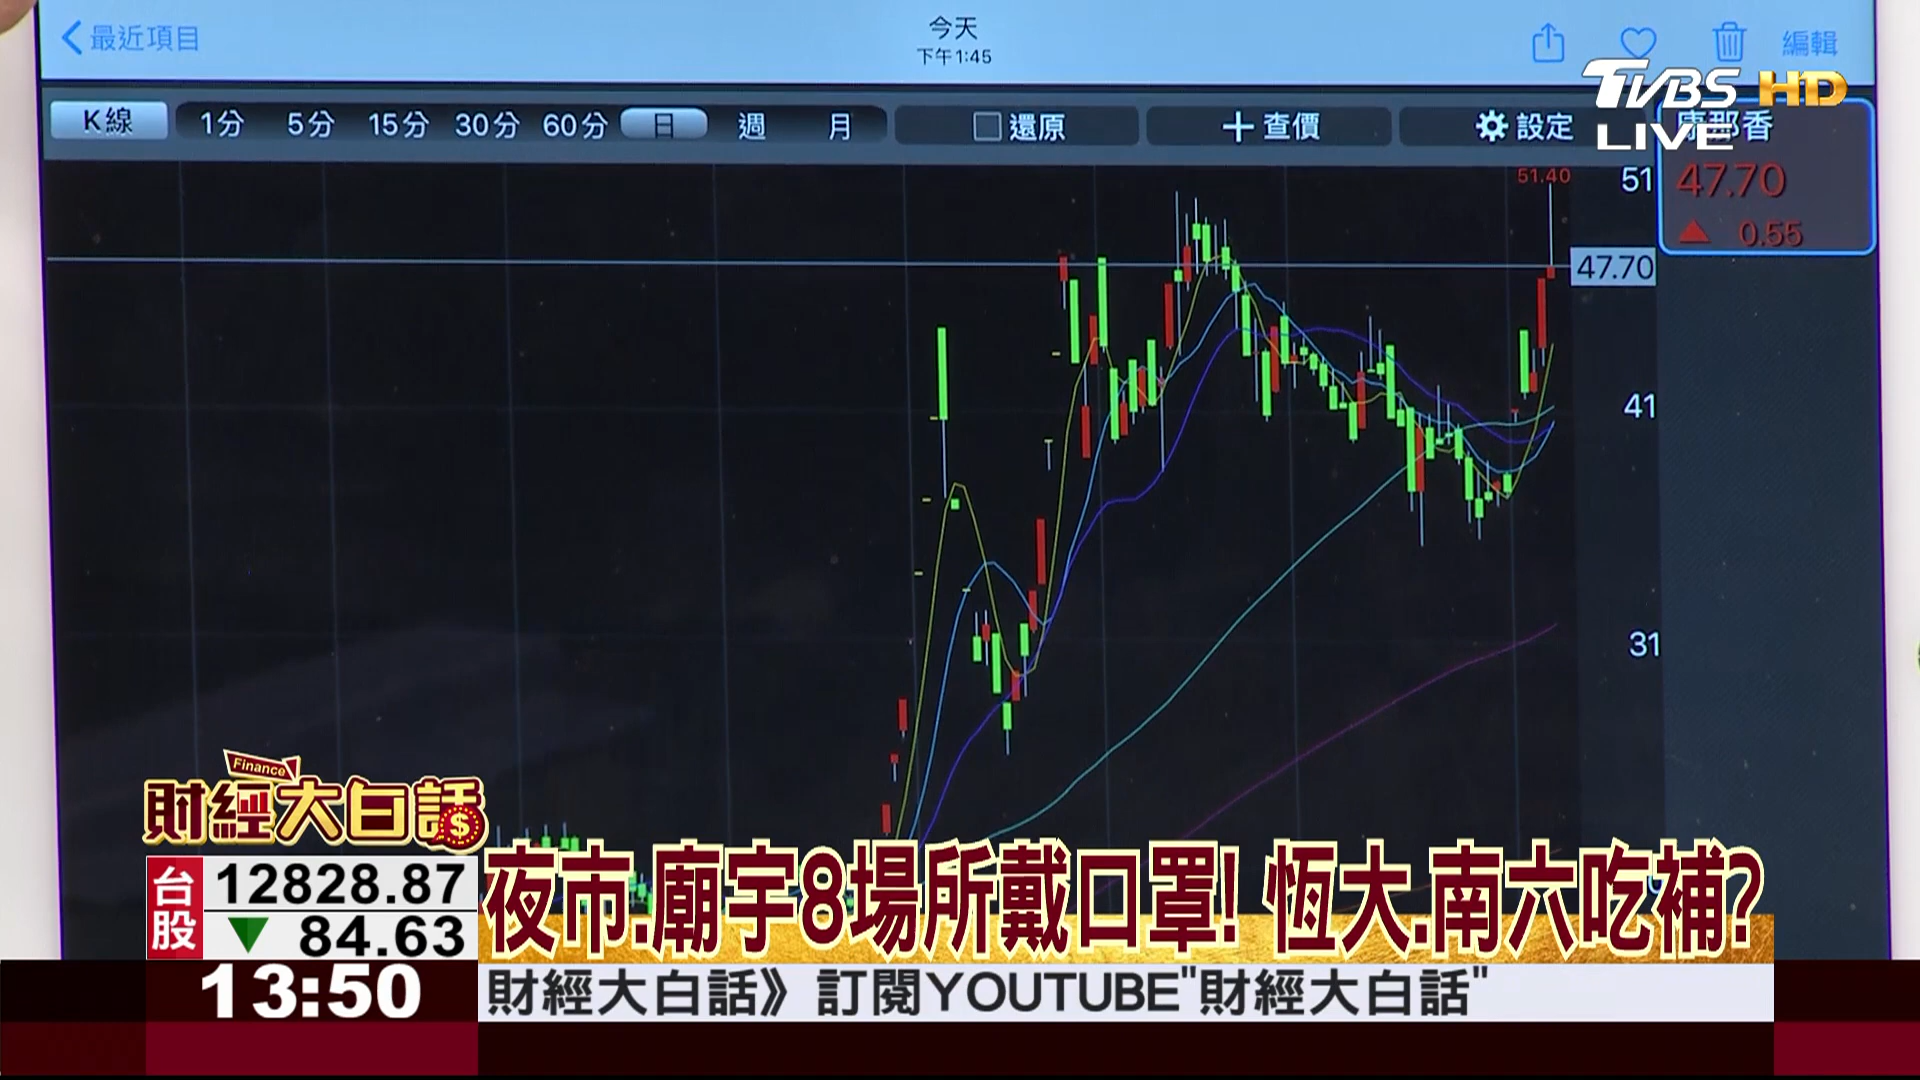 最近項目
今天
下午1:45
編輯
TVBS HD
LIVE
K線 1分 5分 15分 30分 60分 日 週 月 還原 查價 設定
康那香
47.70
0.55
51.40
51
47.70
41
31
Finance
財經大白話
台股
12828.87
84.63
13:50
夜市.廟宇8場所戴口罩! 恆大.南六吃補?
財經大白話》訂閱YOUTUBE"財經大白話"